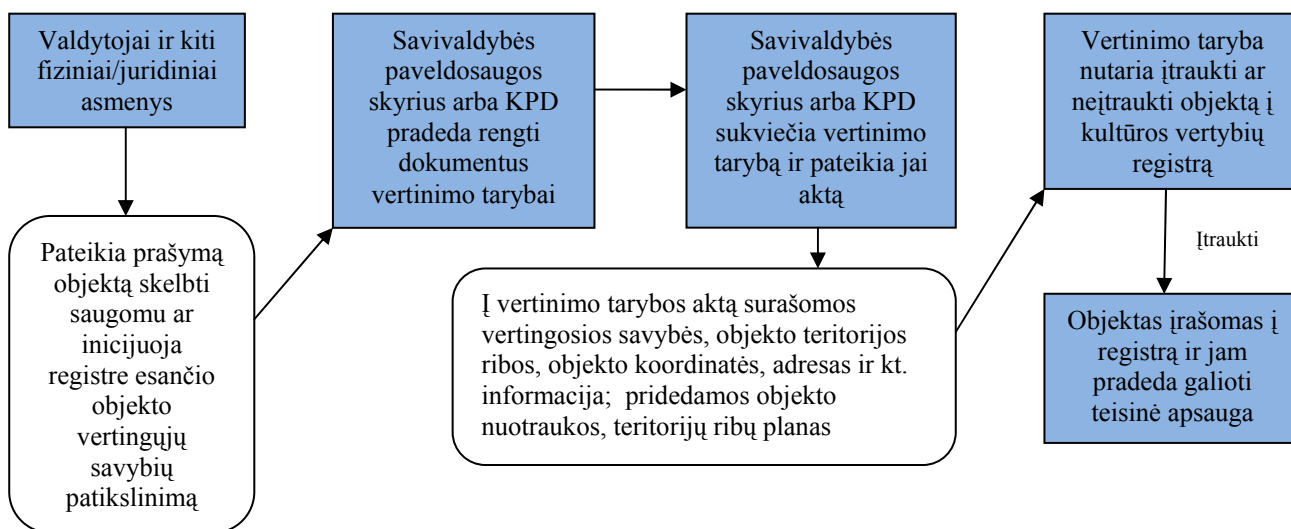 Valdytojai ir kiti
fiziniai/juridiniai
asmenys
Pateikia prašymą
objektą skelbti
saugomu ar
inicijuoja
registre esančio
objekto
vertingųjų
savybių
patikslinimą
Savivaldybės
paveldosaugos
skyrius arba KPD
pradeda rengti
dokumentus
vertinimo tarybai
Savivaldybės
paveldosaugos
skyrius arba KPD
sukviečia vertinimo
tarybą ir pateikia jai
aktą
Į vertinimo tarybos aktą surašomos
vertingosios savybės, objekto teritorijos
ribos, objekto koordinatės, adresas ir kt.
informacija; pridedamos objekto
nuotraukos, teritorijų ribų planas
Vertinimo taryba
nutaria įtraukti ar
neįtraukti objektą į
kultūros vertybių
registrą
Įtraukti
Objektas įrašomas į
registrą ir jam
pradeda galioti
teisinė apsauga